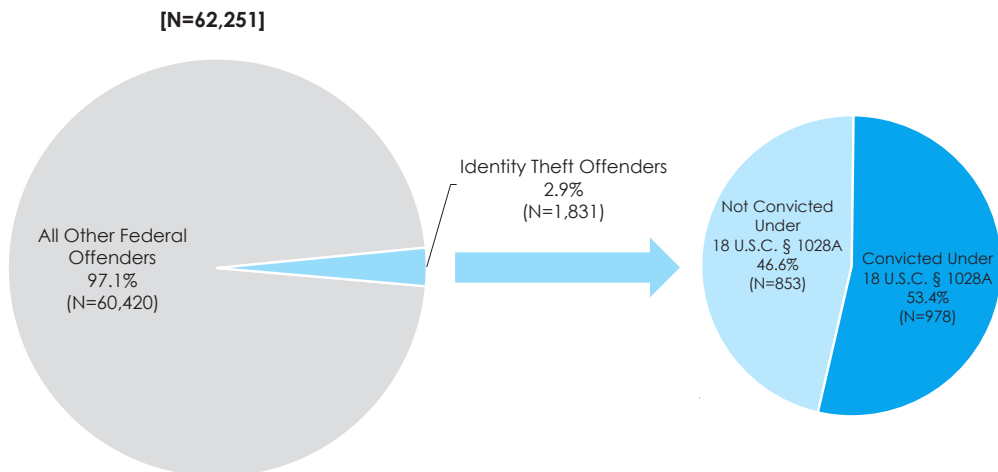 [N=62,251]
All Other Federal
Offenders
97.1%
(N=60,420)
Identity Theft Offenders
2.9%
(N=1,831)
Not Convicted
Under
18 U.S.C. § 1028A
46.6%
(N=853)
Convicted Under
18 U.S.C. § 1028A
53.4%
(N=978)